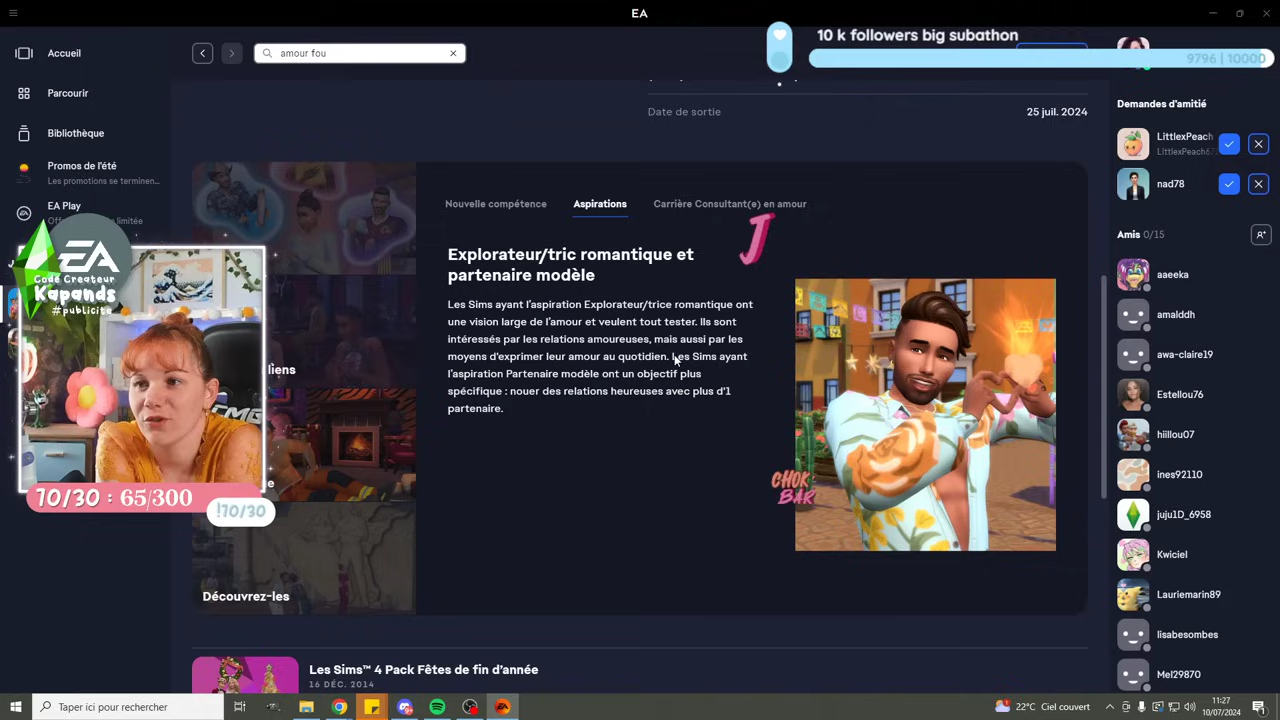 EA
Accueil
amour fou
10 k followers big subathon
9796 | 10000
Parcourir
Bibliothèque
Promos de l'été
Les promotions se terminen...
EA Play
Date de sortie
25 juil. 2024
Demandes d'amitié
LittlexPeach
nad78
Amis 0/15
aaeeka
amalddh
awa-claire19
Estellou76
hiillou07
ines92110
juju1D_6958
Kwiciel
Lauriemarin89
lisabesombes
Mel29870
Nouvelle compétence
Aspirations
Carrière Consultant(e) en amour
J
Explorateur/tric romantique et
partenaire modèle
Les Sims ayant l'aspiration Explorateur/trice romantique ont
une vision large de l'amour et veulent tout tester. Ils sont
intéressés par les relations amoureuses, mais aussi par les
moyens d'exprimer leur amour au quotidien. Les Sims ayant
l'aspiration Partenaire modèle ont un objectif plus
spécifique : nouer des relations heureuses avec plus d'1
partenaire.
CHOK
BAR
EA
Code Créateur
Kapands
#publicite
liens
70/30 : 65/300
!70/30
Découvrez-les
Les Sims™ 4 Pack Fêtes de fin d'année
16 DÉC. 2014
Taper ici pour rechercher
22°C Ciel couvert
11:27
10/07/2024